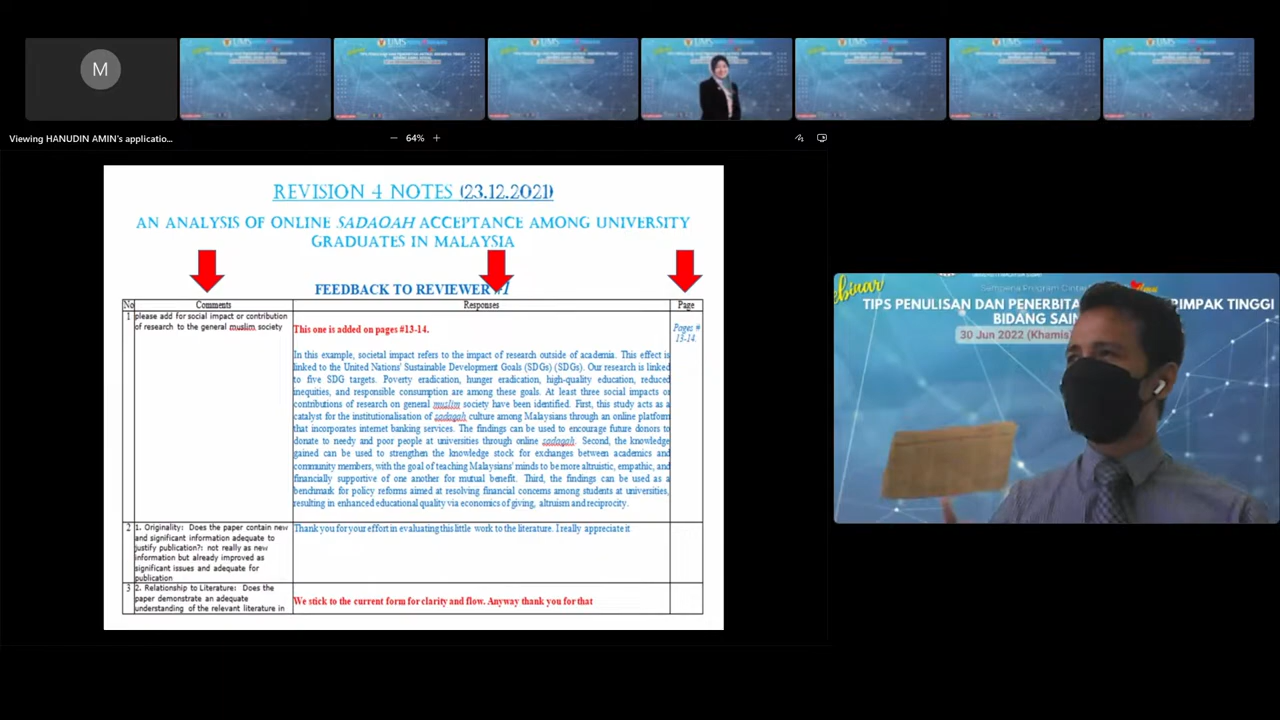 M
UMS
Viewing HANUDIN AMIN's applicatio...
64%
REVISION 4 NOTES (23.12.2021)
AN ANALYSIS OF ONLINE SADAQAH ACCEPTANCE AMONG UNIVERSITY
GRADUATES IN MALAYSIA
FEEDBACK TO REVIEWER #1
No Comments Responses Page
1 please add for social impact or contribution
of research to the general muslim society
This one is added on pages #13-14.
In this example, societal impact refers to the impact of research outside of academia. This effect is
linked to the United Nations' Sustainable Development Goals (SDGs) (SDGs). Our research is linked
to five SDG targets. Poverty eradication, hunger eradication, high-quality education, reduced
inequities, and responsible consumption are among these goals. At least three social impacts or
contributions of research on general muslim society have been identified. First, this study acts as a
catalyst for the institutionalisation of sadaqah culture among Malaysians through an online platform
that incorporates internet banking services. The findings can be used to encourage future donors to
donate to needy and poor people at universities through online sadaqah. Second, the knowledge
gained can be used to strengthen the knowledge stock for exchanges between academics and
community members, with the goal of teaching Malaysians' minds to be more altruistic, empathic, and
financially supportive of one another for mutual benefit. Third, the findings can be used as a
benchmark for policy reforms aimed at resolving financial concerns among students at universities,
resulting in enhanced educational quality via economics of giving, altruism and reciprocity.
Pages #
13-14.
2 1. Originality: Does the paper contain new
and significant information adequate to
justify publication?: not really as new
information but already improved as
significant issues and adequate for
publication
Thank you for your effort in evaluating this little work to the literature. I really appreciate it
3 2. Relationship to Literature: Does the
paper demonstrate an adequate
understanding of the relevant literature in
We stick to the current form for clarity and flow. Anyway thank you for that
ebinar
Sempena Program Cinta
TIPS PENULISAN DAN PENERBITA RIMPAK TINGGI
BIDANG SAIN
30 Jun 2022 (Khamis